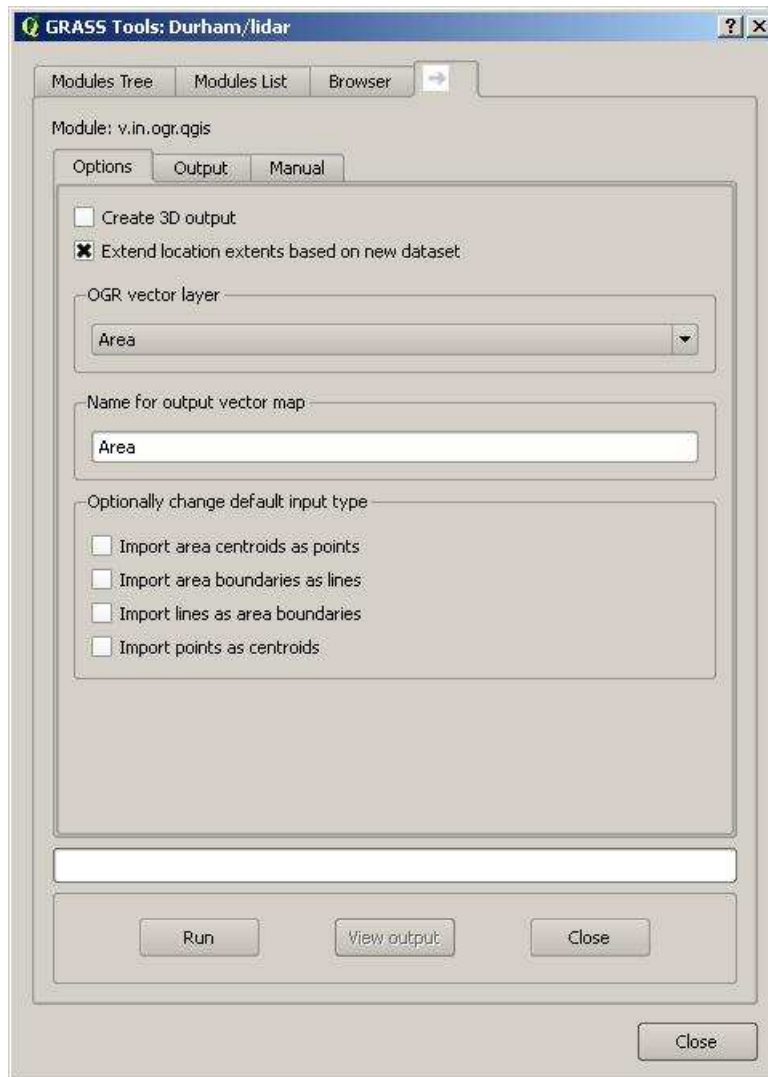 GRASS Tools: Durham/lidar
Modules Tree Modules List Browser
Module: v.in.ogr.qgis
Options Output Manual
Create 3D output
Extend location extents based on new dataset
OGR vector layer
Area
Name for output vector map
Area
Optionally change default input type
Import area centroids as points
Import area boundaries as lines
Import lines as area boundaries
Import points as centroids
Run View output Close
Close